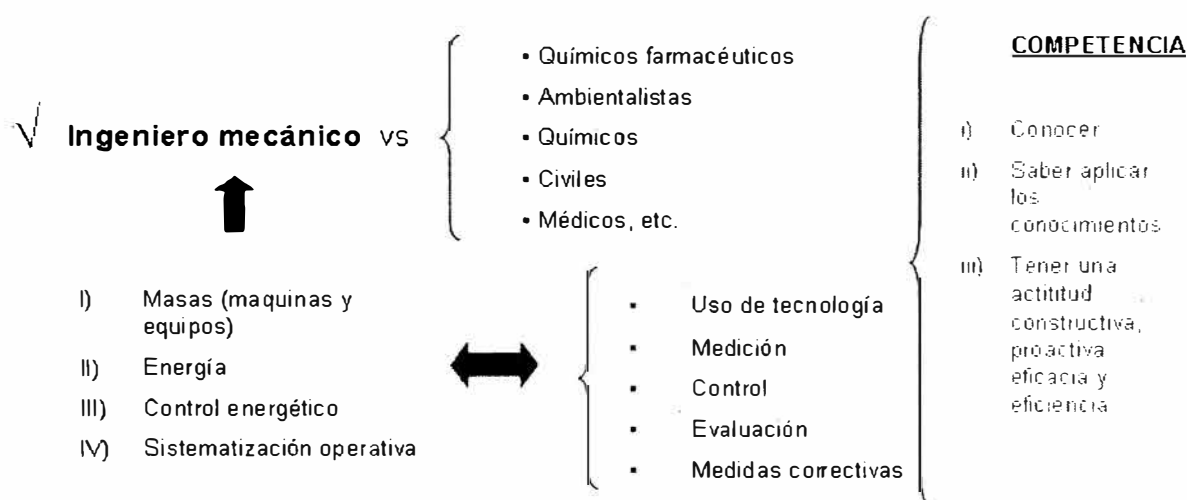 √ Ingeniero mecánico vs
▪ Químicos farmacéuticos
▪ Ambientalistas
▪ Químicos
▪ Civiles
▪ Médicos, etc.
I) Masas (maquinas y
equipos)
II) Energía
III) Control energético
IV) Sistematización operativa
▪ Uso de tecnología
▪ Medición
▪ Control
▪ Evaluación
▪ Medidas correctivas
COMPETENCIA
i) Conocer
ii) Saber aplicar
los
conocimientos
iii) Tener una
actititud
constructiva,
proactiva
eficacia y
eficiencia